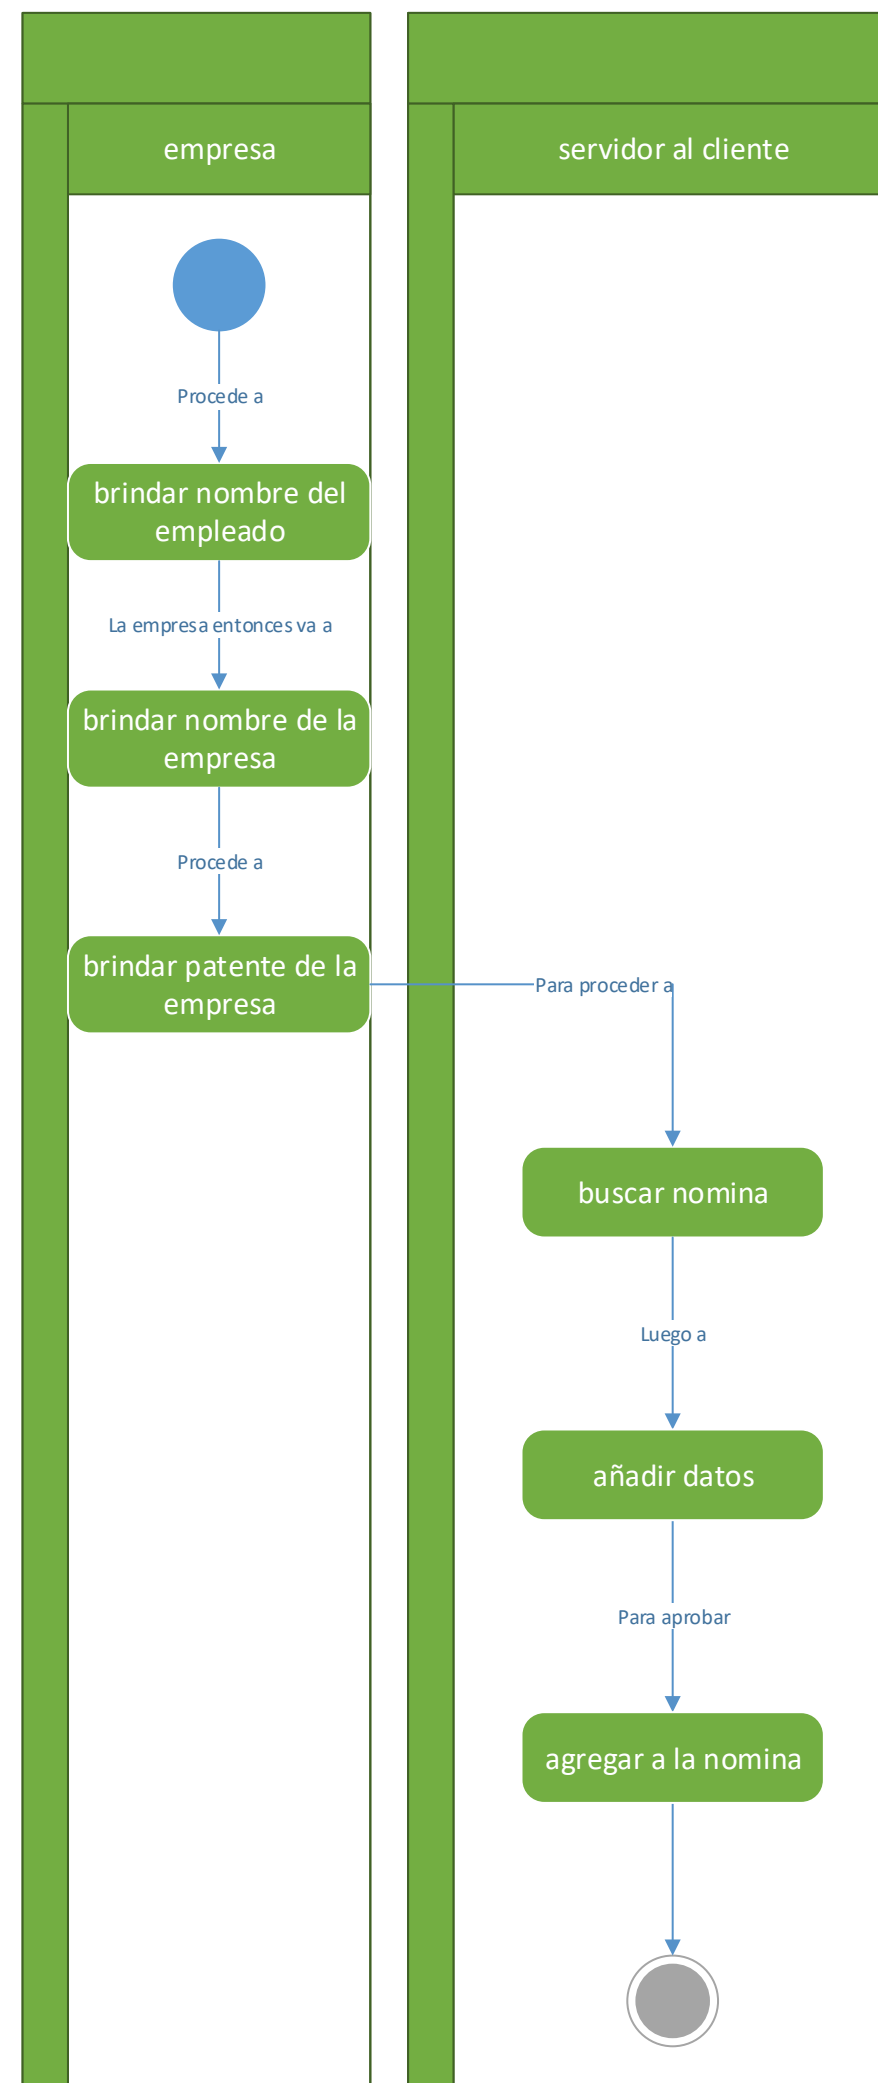 empresa
servidor al cliente
Procede a
brindar nombre del
empleado
La empresa entonces va a
brindar nombre de la
empresa
Procede a
brindar patente de la
empresa
Para proceder a
buscar nomina
Luego a
añadir datos
Para aprobar
agregar a la nomina